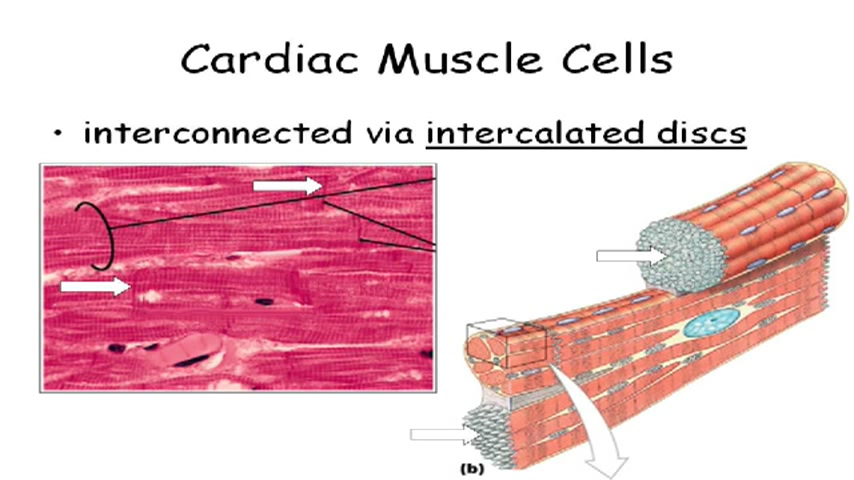 Cardiac Muscle Cells
• interconnected via intercalated discs
(b)